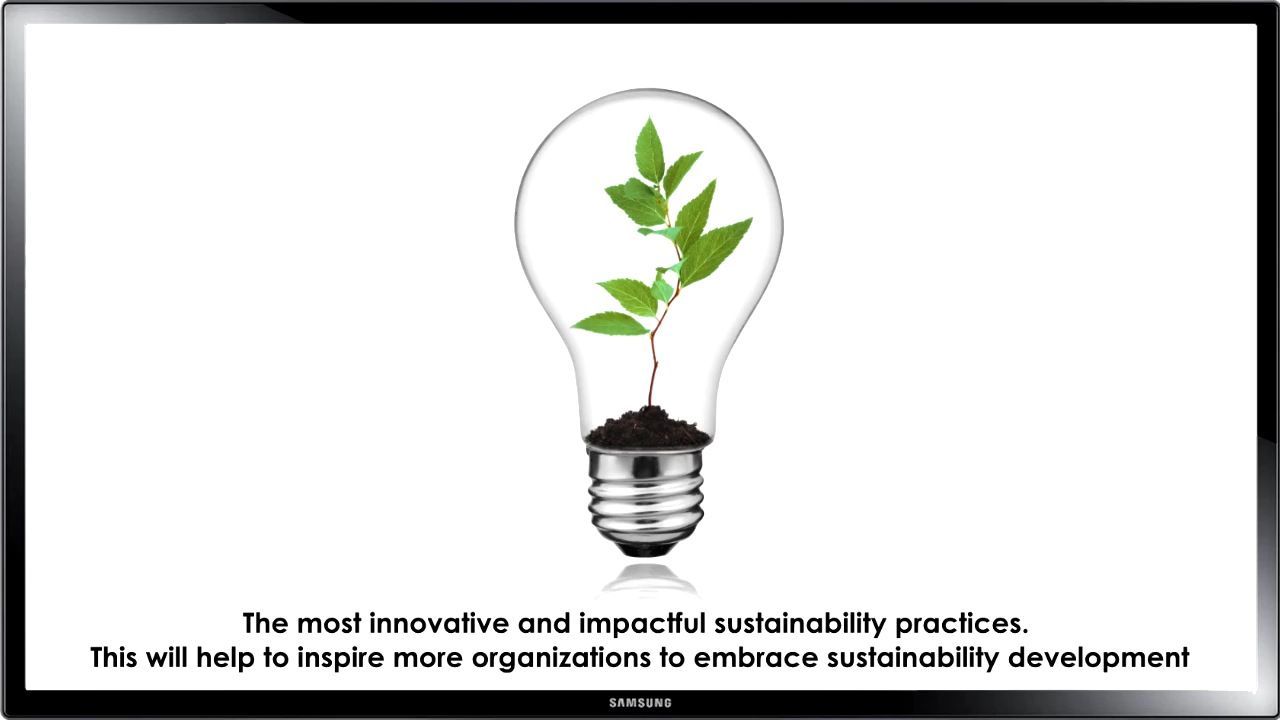 The most innovative and impactful sustainability practices.
This will help to inspire more organizations to embrace sustainability development
SAMSUNG